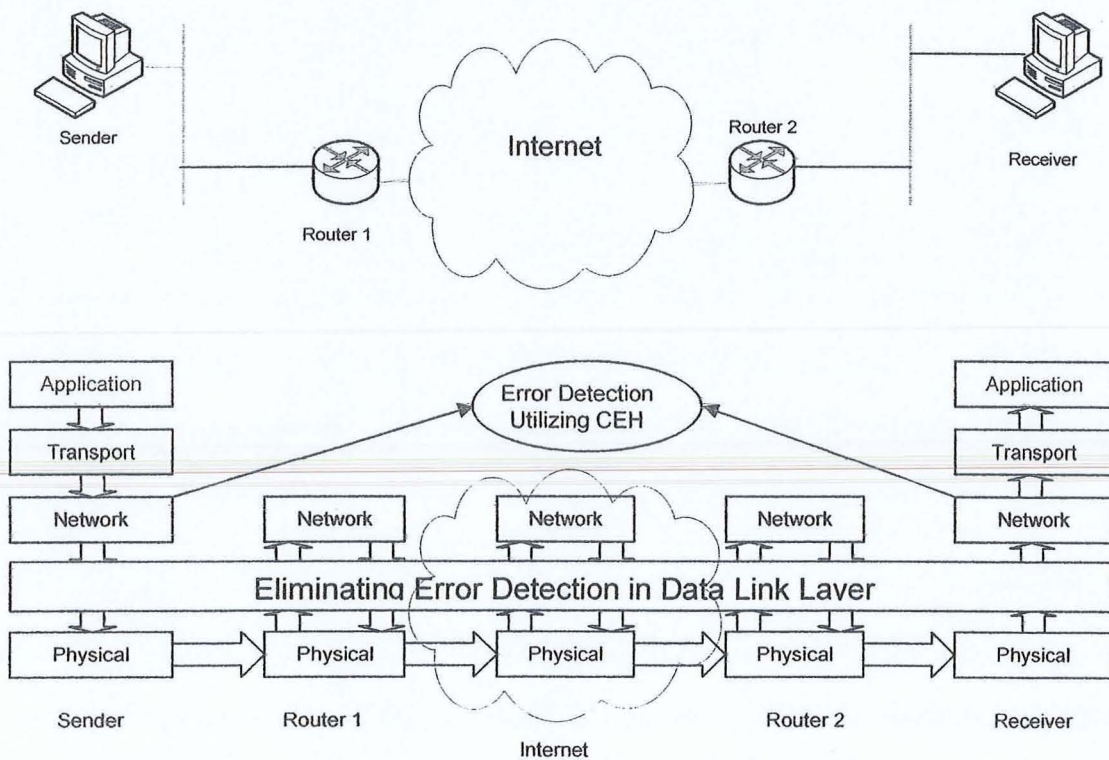 Sender
Router 1
Internet
Router 2
Receiver
Application
Error Detection
Utilizing CEH
Application
Transport
Transport
Network
Network
Network
Network
Network
Eliminating Error Detection in Data Link Layer
Physical
Physical
Physical
Physical
Physical
Sender
Router 1
Internet
Router 2
Receiver